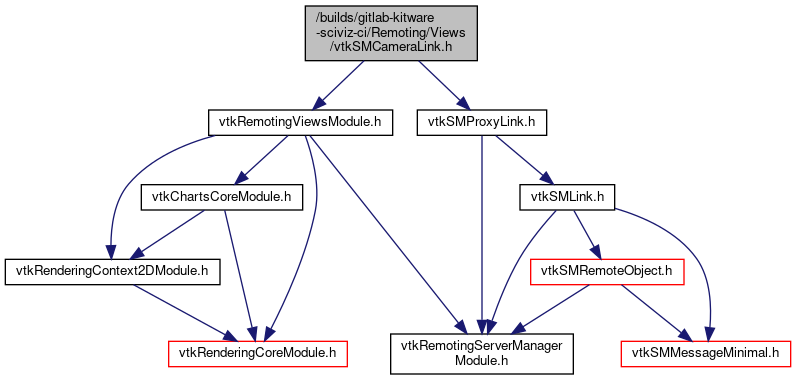 /builds/gitlab-kitware
-sciviz-ci/Remoting/Views
/vtkSMCameraLink.h
vtkRemotingViewsModule.h
vtkSMProxyLink.h
vtkChartsCoreModule.h
vtkSMLink.h
vtkRenderingContext2DModule.h
vtkSMRemoteObject.h
vtkRenderingCoreModule.h
vtkRemotingServerManager
Module.h
vtkSMMessageMinimal.h